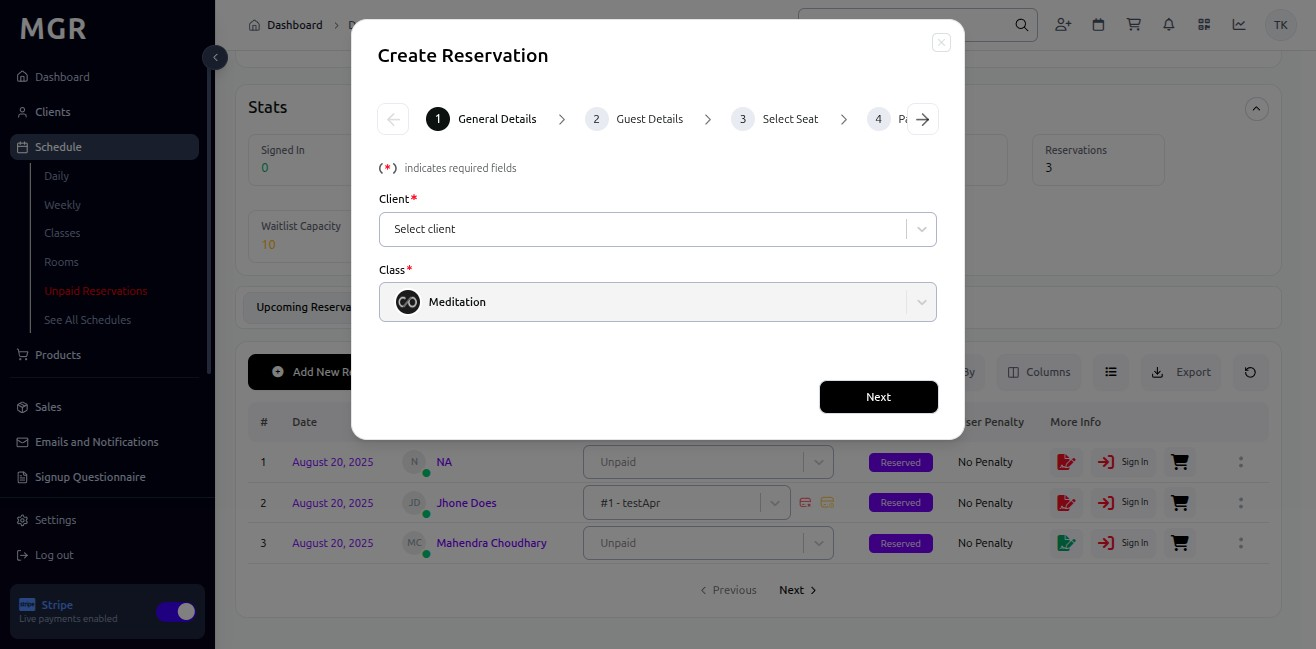 MGR
Dashboard
Clients
Schedule
Daily
Weekly
Classes
Rooms
Unpaid Reservations
See All Schedules
Products
Sales
Emails and Notifications
Signup Questionnaire
Settings
Log out
Stripe
Live payments enabled
Dashboard
TK
Stats
Signed In
0
Reservations
3
Waitlist Capacity
10
Create Reservation
1 General Details
2 Guest Details
3 Select Seat
4
(*) indicates required fields
Client*
Select client
Class*
CO Meditation
Next
Upcoming Reserva
Add New Re
By
Columns
Export
# Date ser Penalty More Info
1 August 20, 2025 N NA Unpaid Reserved No Penalty Sign In
2 August 20, 2025 JD Jhone Does #1 - testApr Reserved No Penalty Sign In
3 August 20, 2025 MC Mahendra Choudhary Unpaid Reserved No Penalty Sign In
Previous Next